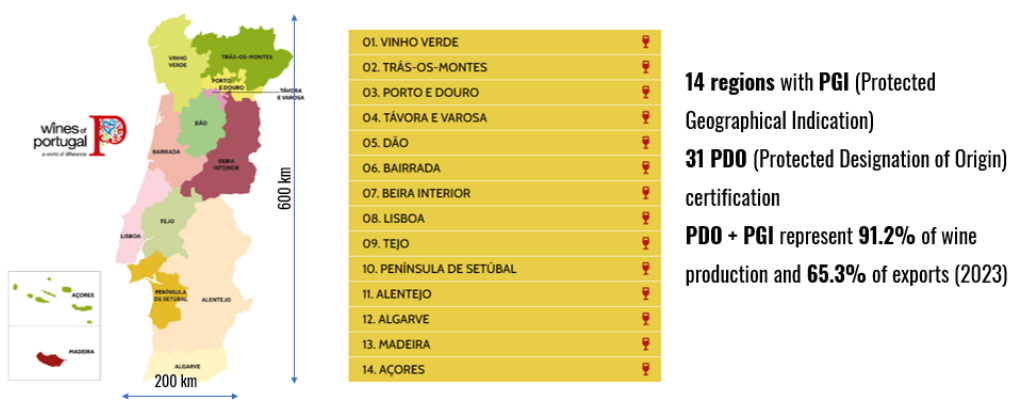 VINHO
VERDE
TRÁS-OS-MONTES
PORTO
E DOURO
TÁVORA
E VAROSA
DÃO
BAIRRADA
BEIRA
INTERIOR
TEJO
LISBOA
PENÍNSULA
DE SETÚBAL
ALENTEJO
ALGARVE
AÇORES
MADEIRA
wines of
portugal
a world of difference
P
600 km
200 km
01. VINHO VERDE
02. TRÁS-OS-MONTES
03. PORTO E DOURO
04. TÁVORA E VAROSA
05. DÃO
06. BAIRRADA
07. BEIRA INTERIOR
08. LISBOA
09. TEJO
10. PENÍNSULA DE SETÚBAL
11. ALENTEJO
12. ALGARVE
13. MADEIRA
14. AÇORES
14 regions with PGI (Protected
Geographical Indication)
31 PDO (Protected Designation of Origin)
certification
PDO + PGI represent 91.2% of wine
production and 65.3% of exports (2023)